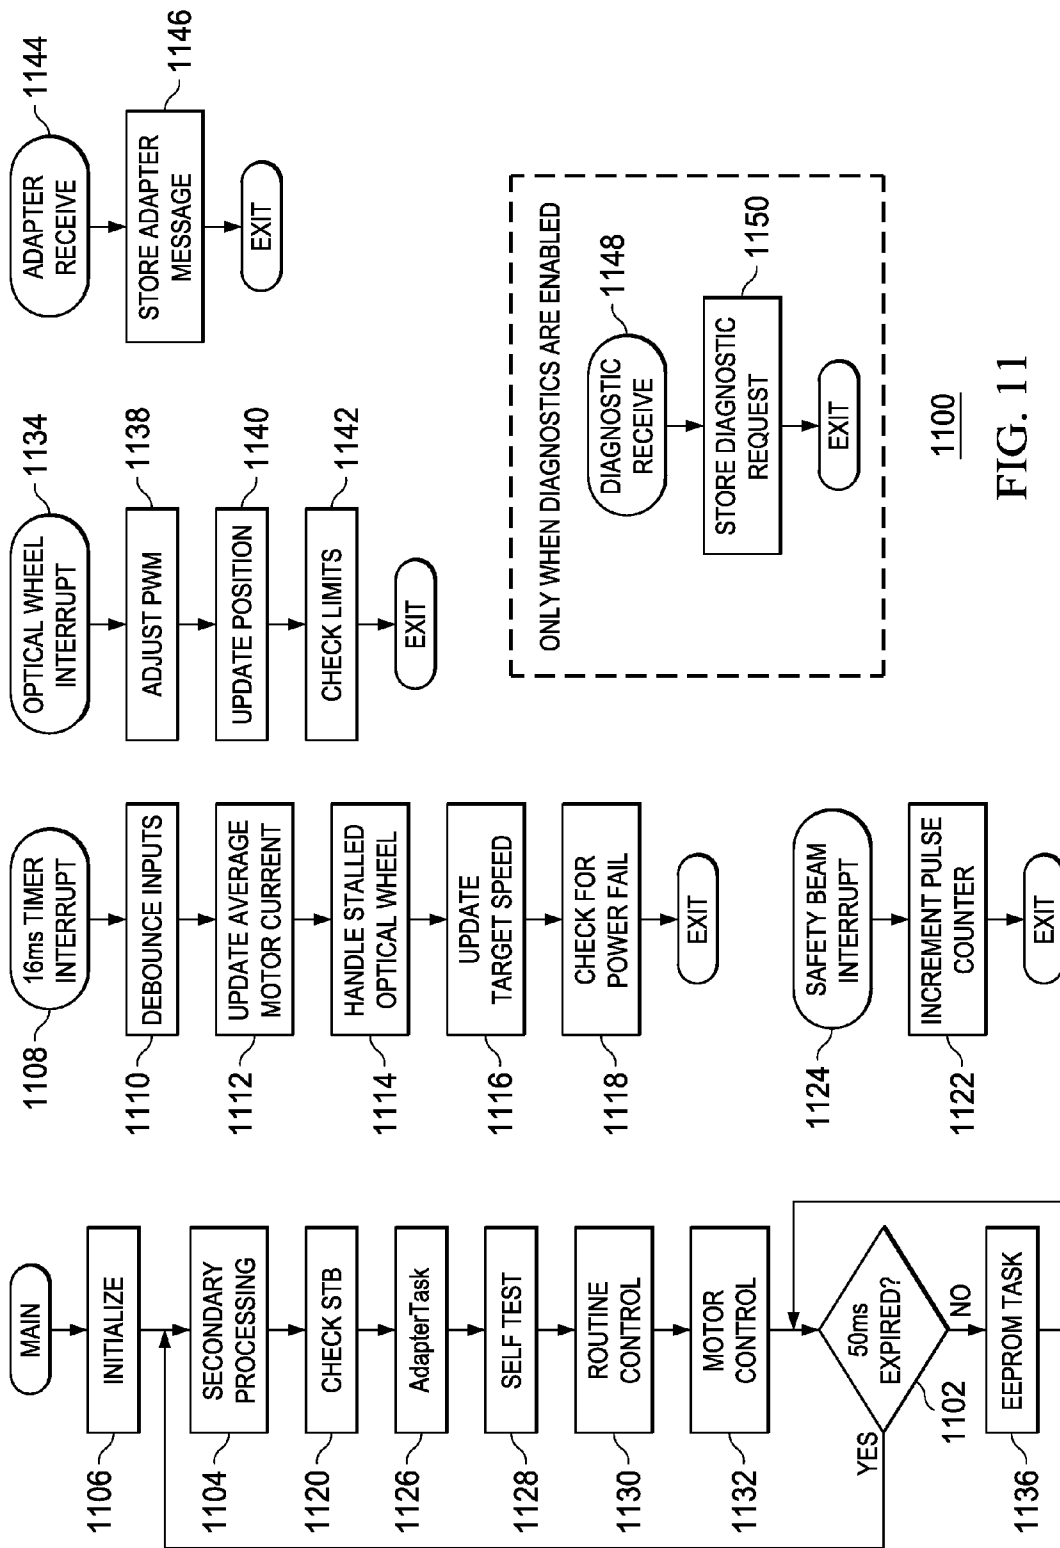 MAIN
INITIALIZE
1106
SECONDARY
PROCESSING
1104
CHECK STB
1120
AdapterTask
1126
SELF TEST
1128
ROUTINE
CONTROL
1130
MOTOR
CONTROL
1132
50ms
EXPIRED?
YES
NO
1102
EEPROM TASK
1136
16ms TIMER
INTERRUPT
1108
DEBOUNCE INPUTS
1110
UPDATE AVERAGE
MOTOR CURRENT
1112
HANDLE STALLED
OPTICAL WHEEL
1114
UPDATE
TARGET SPEED
1116
CHECK FOR
POWER FAIL
1118
EXIT
SAFETY BEAM
INTERRUPT
1124
INCREMENT PULSE
COUNTER
1122
EXIT
OPTICAL WHEEL
INTERRUPT
1134
ADJUST PWM
1138
UPDATE POSITION
1140
CHECK LIMITS
1142
EXIT
ADAPTER
RECEIVE
1144
STORE ADAPTER
MESSAGE
1146
EXIT
ONLY WHEN DIAGNOSTICS ARE ENABLED
DIAGNOSTIC
RECEIVE
1148
STORE DIAGNOSTIC
REQUEST
1150
EXIT
1100
FIG. 11